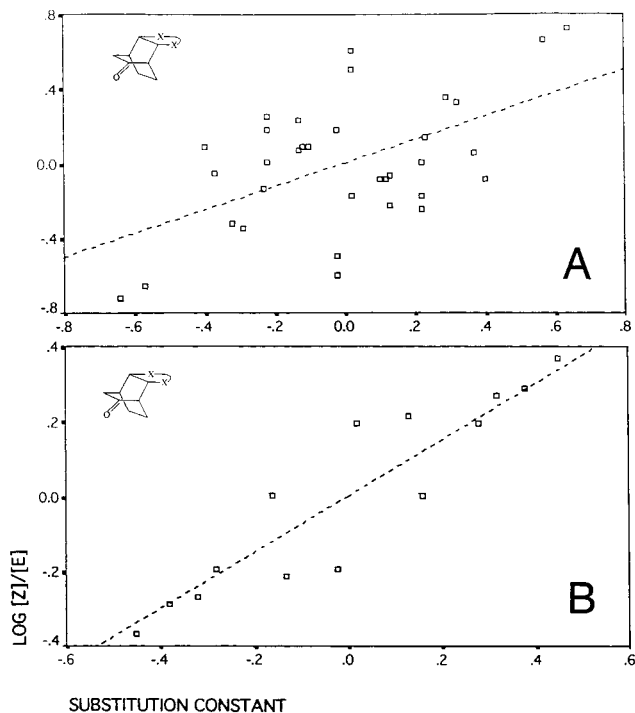 .8
.4
0.0
-.4
-.8
X
X
O
A
-.8 -.6 -.4 -.2 0.0 .2 .4 .6 .8
.4
.2
0.0
-.2
-.4
X
X
O
B
-.6 -.4 -.2 .0 .2 .4 .6
LOG [Z]/[E]
SUBSTITUTION CONSTANT